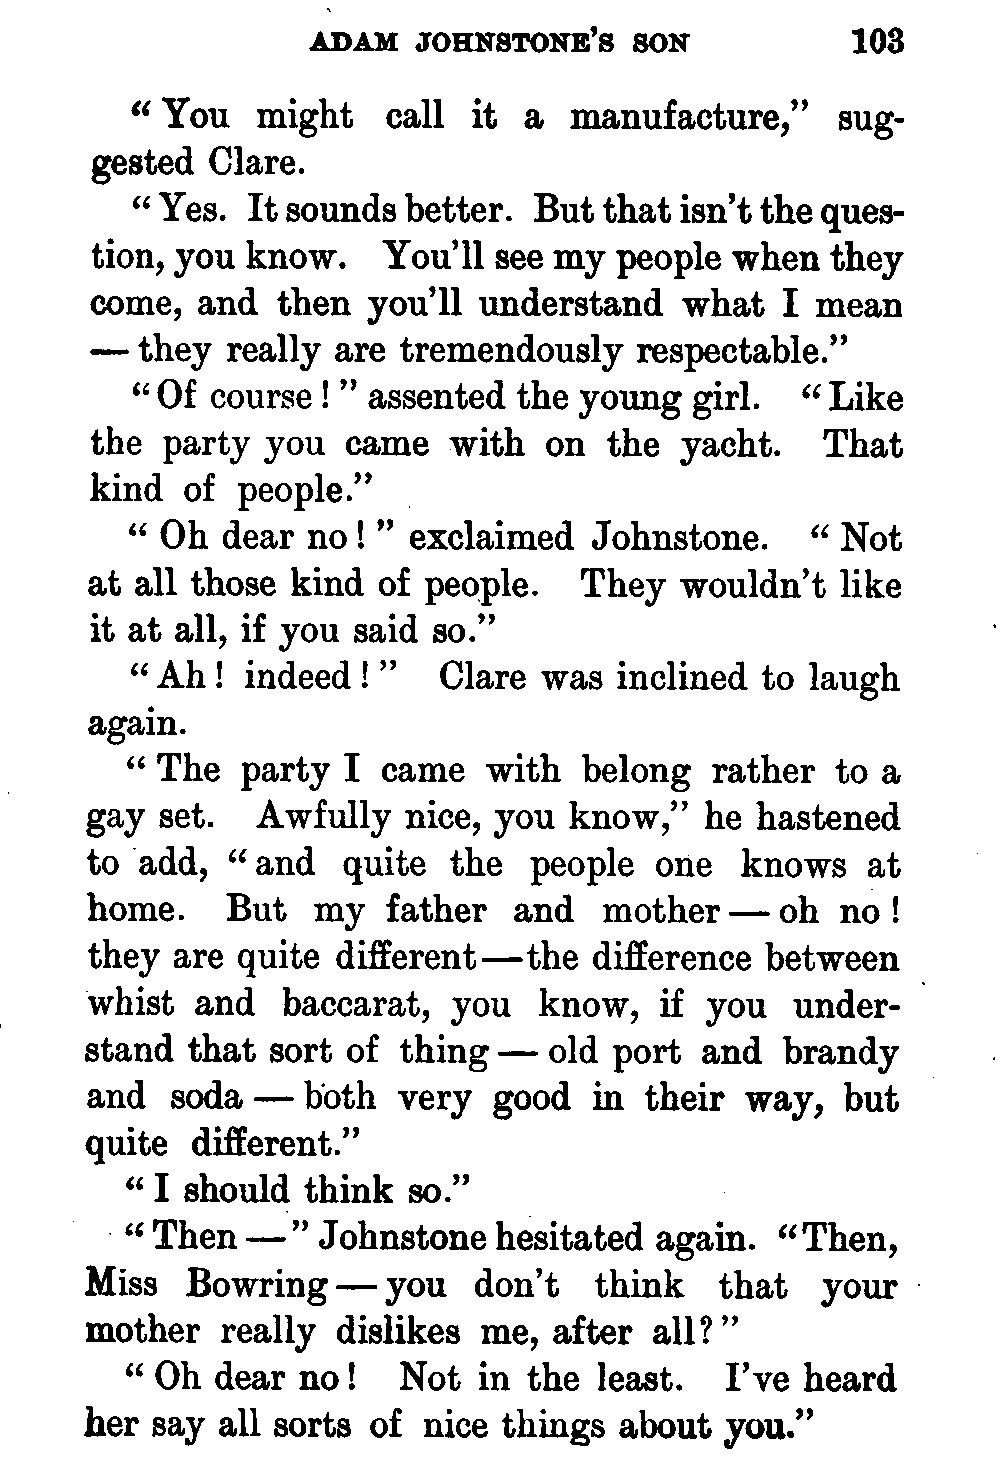 ADAM JOHNSTONE'S SON 103
“ You might call it a manufacture,” sug-
gested Clare.
“ Yes. It sounds better. But that isn't the ques-
tion, you know. You'll see my people when they
come, and then you'll understand what I mean
— they really are tremendously respectable.”
“ Of course ! ” assented the young girl. “ Like
the party you came with on the yacht. That
kind of people.”
“ Oh dear no ! ” exclaimed Johnstone. “ Not
at all those kind of people. They wouldn't like
it at all, if you said so.”
“ Ah ! indeed ! ” Clare was inclined to laugh
again.
“ The party I came with belong rather to a
gay set. Awfully nice, you know,” he hastened
to add, “ and quite the people one knows at
home. But my father and mother — oh no !
they are quite different — the difference between
whist and baccarat, you know, if you under-
stand that sort of thing — old port and brandy
and soda — both very good in their way, but
quite different.”
“ I should think so.”
“ Then — ” Johnstone hesitated again. “ Then,
Miss Bowring — you don't think that your
mother really dislikes me, after all? ”
“ Oh dear no ! Not in the least. I've heard
her say all sorts of nice things about you.”